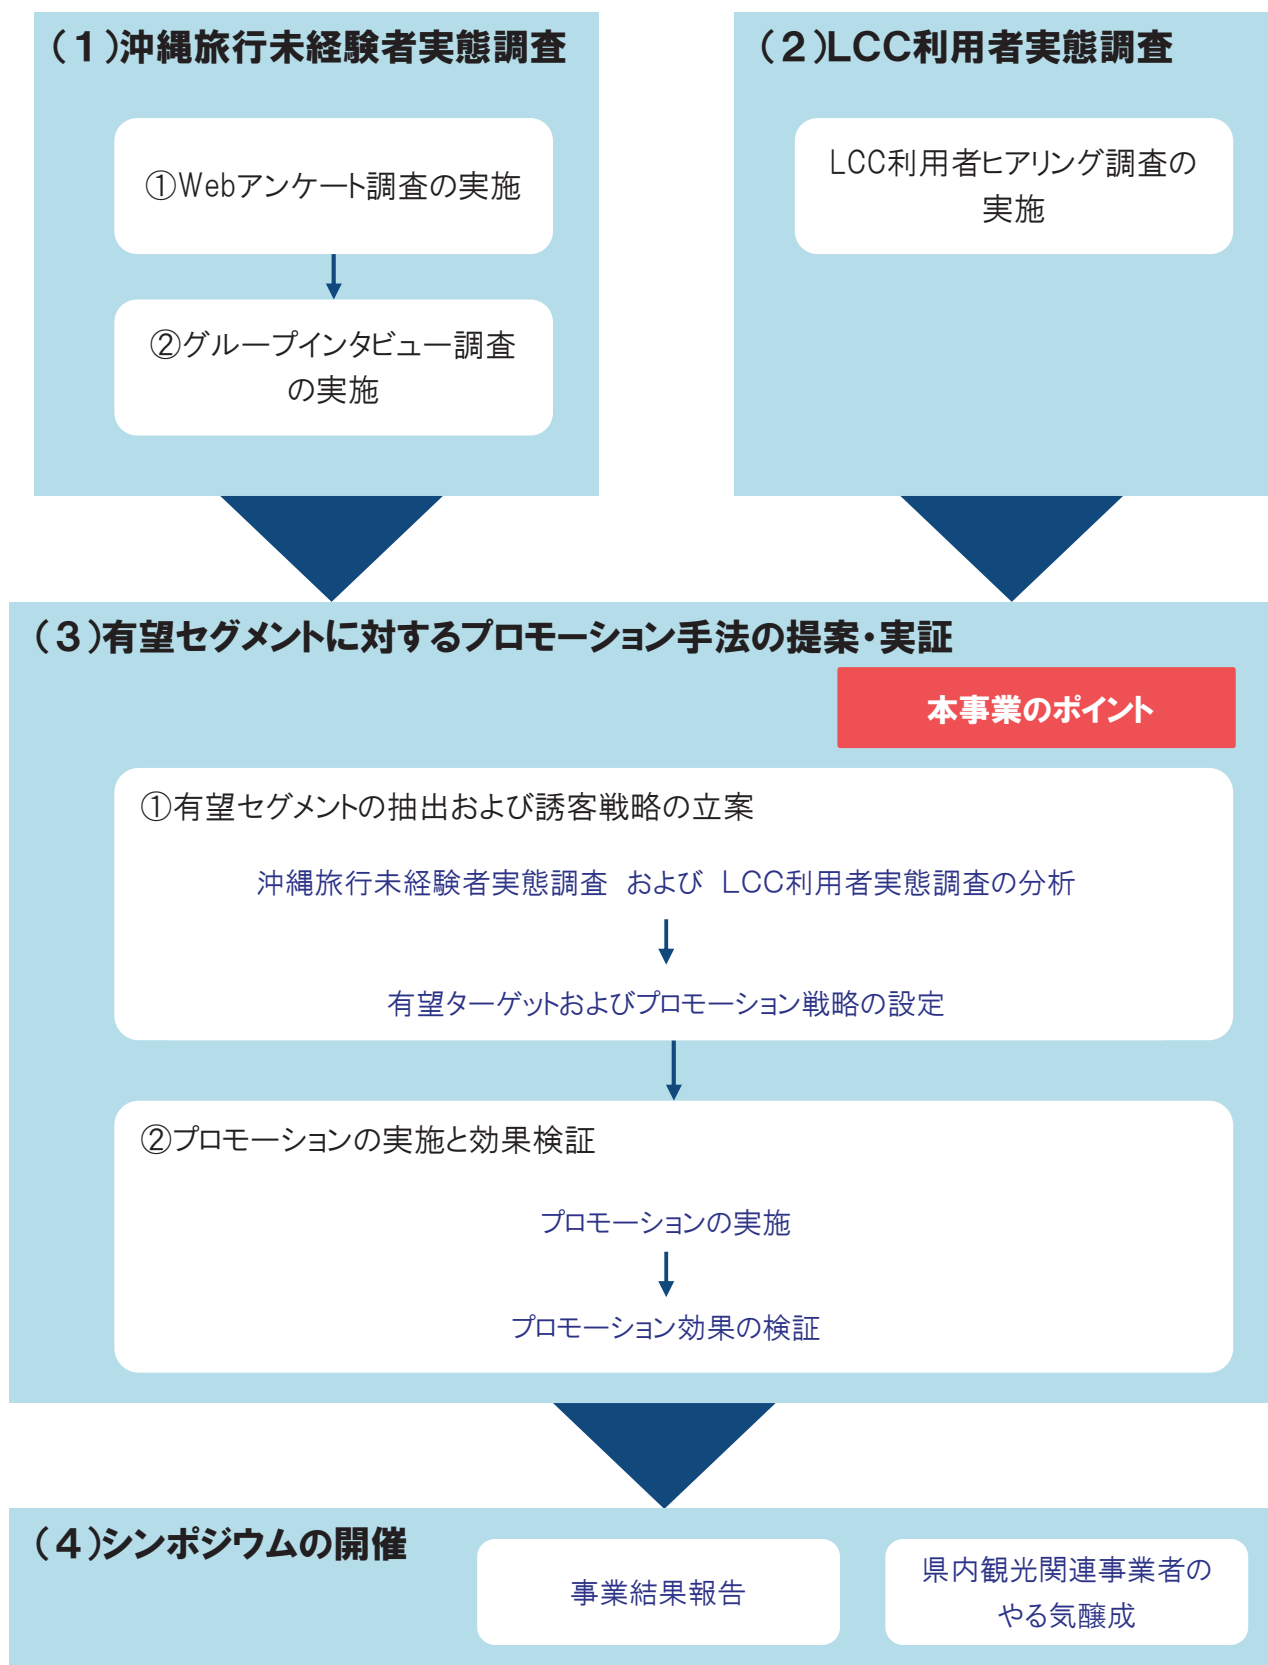 （１）沖縄旅行未経験者実態調査
①Webアンケート調査の実施
②グループインタビュー調査
の実施
（２）LCC利用者実態調査
LCC利用者ヒアリング調査の
実施
（３）有望セグメントに対するプロモーション手法の提案・実証
本事業のポイント
①有望セグメントの抽出および誘客戦略の立案
沖縄旅行未経験者実態調査 および LCC利用者実態調査の分析
有望ターゲットおよびプロモーション戦略の設定
②プロモーションの実施と効果検証
プロモーションの実施
プロモーション効果の検証
（４）シンポジウムの開催
事業結果報告
県内観光関連事業者の
やる気醸成